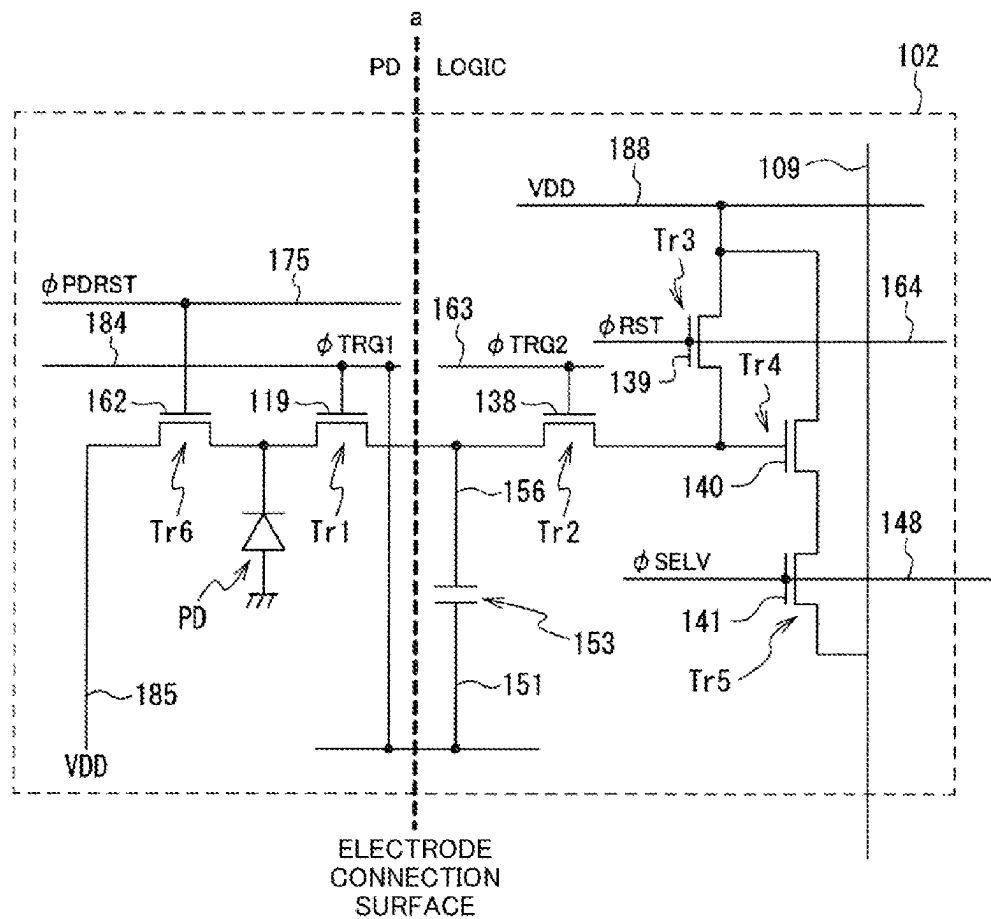 a
PD LOGIC
102
188
109
VDD
Tr3
175
φPDRST
164
184
163
φRST
φTRG1
φTRG2
139
Tr4
162
119
138
140
156
Tr6
Tr1
Tr2
148
φSELV
PD
153
141
185
151
Tr5
VDD
ELECTRODE
CONNECTION
SURFACE